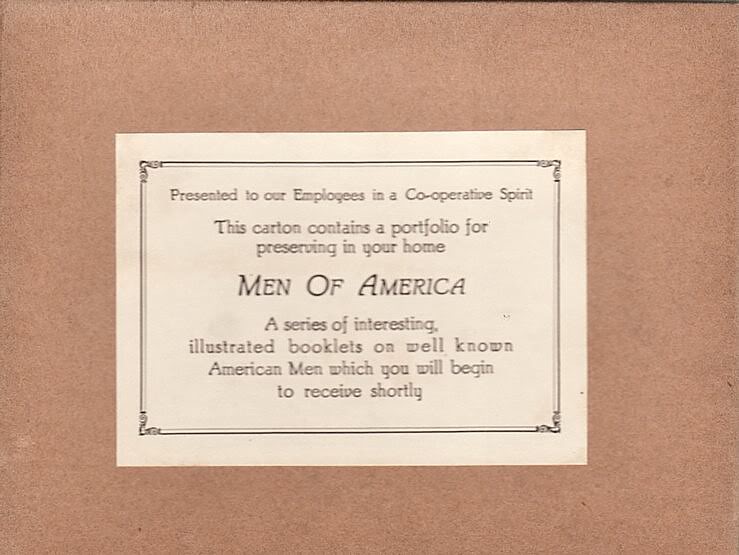 Presented to our Employees in a Co-operative Spirit
This carton contains a portfolio for
preserving in your home
MEN OF AMERICA
A series of interesting,
illustrated booklets on well known
American Men which you will begin
to receive shortly